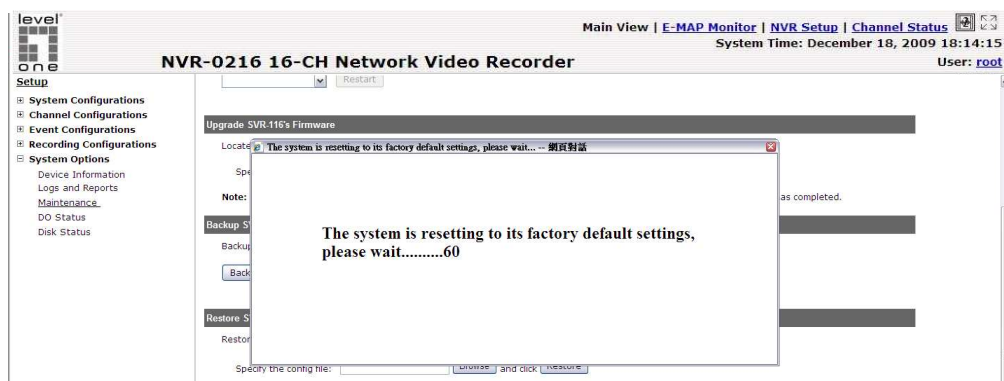 level
one
Main View | E-MAP Monitor | NVR Setup | Channel Status
System Time: December 18, 2009 18:14:15
NVR-0216 16-CH Network Video Recorder
User: root
Setup
System Configurations
Channel Configurations
Event Configurations
Recording Configurations
System Options
Device Information
Logs and Reports
Maintenance
DO Status
Disk Status
Restart
Upgrade SVR-116's Firmware
Locate
Spe
Note:
as completed.
Backup S
Backup
Back
Restore S
Restor
Specify the config file: Browse and click Restore
The system is resetting to its factory default settings, please wait... -- 網頁對話
The system is resetting to its factory default settings,
please wait..........60